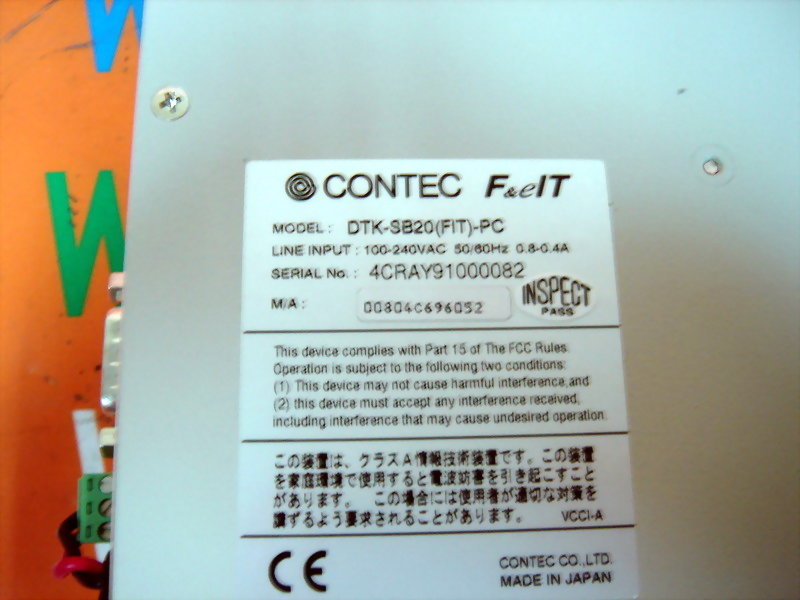 W
W
CONTEC F&eIT
MODEL: DTK-SB20(FIT)-PC
LINE INPUT : 100-240VAC 50/60Hz 0.8-0.4A
SERIAL No. : 4CRAY91000082
M/A : 00804C696052
INSPECT
PASS
This device complies with Part 15 of The FCC Rules.
Operation is subject to the following two conditions:
(1) This device may not cause harmful interference,and
(2) this device must accept any interference received,
including interference that may cause undesired operation.
この装置は、クラスA情報技術装置です。この装置
を家庭環境で使用すると電波妨害を引き起こすこと
があります。 この場合には使用者が適切な対策を
講ずるよう要求されることがあります。 VCCI-A
CE
CONTEC CO.,LTD.
MADE IN JAPAN